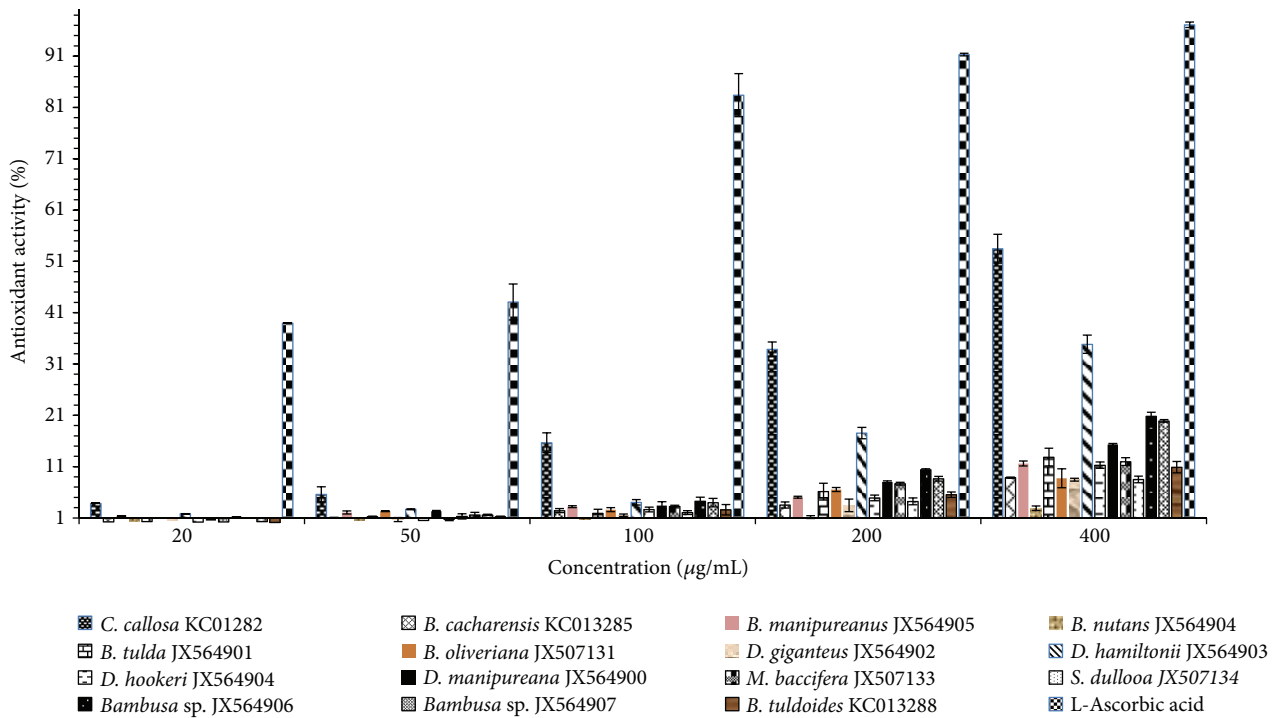 Antioxidant activity (%)
91
81
71
61
51
41
31
21
11
1
20 50 100 200 400
Concentration (μg/mL)
C. callosa KC01282 B. cacharensis KC013285 B. manipureanus JX564905 B. nutans JX564904
B. tulda JX564901 B. oliveriana JX507131 D. giganteus JX564902 D. hamiltonii JX564903
D. hookeri JX564904 D. manipureana JX564900 M. baccifera JX507133 S. dullooa JX507134
Bambusa sp. JX564906 Bambusa sp. JX564907 B. tuldoides KC013288 L-Ascorbic acid